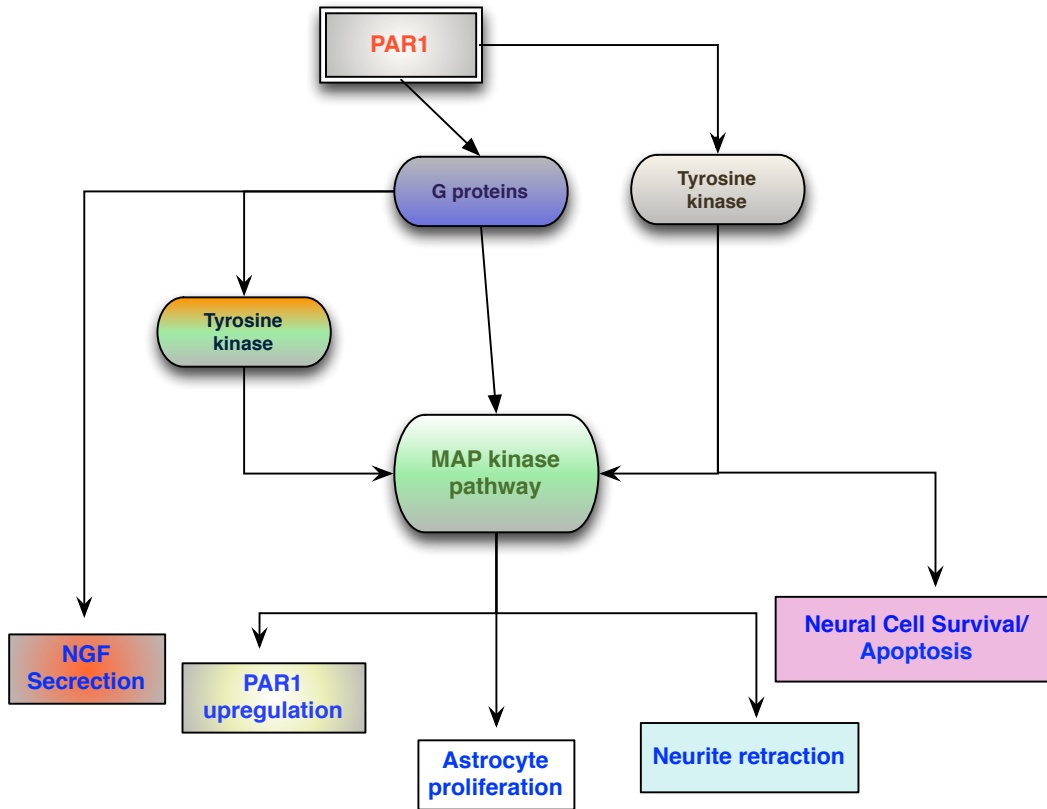 PAR1
G proteins
Tyrosine
kinase
Tyrosine
kinase
MAP kinase
pathway
NGF
Secrection
PAR1
upregulation
Astrocyte
proliferation
Neurite retraction
Neural Cell Survival/
Apoptosis